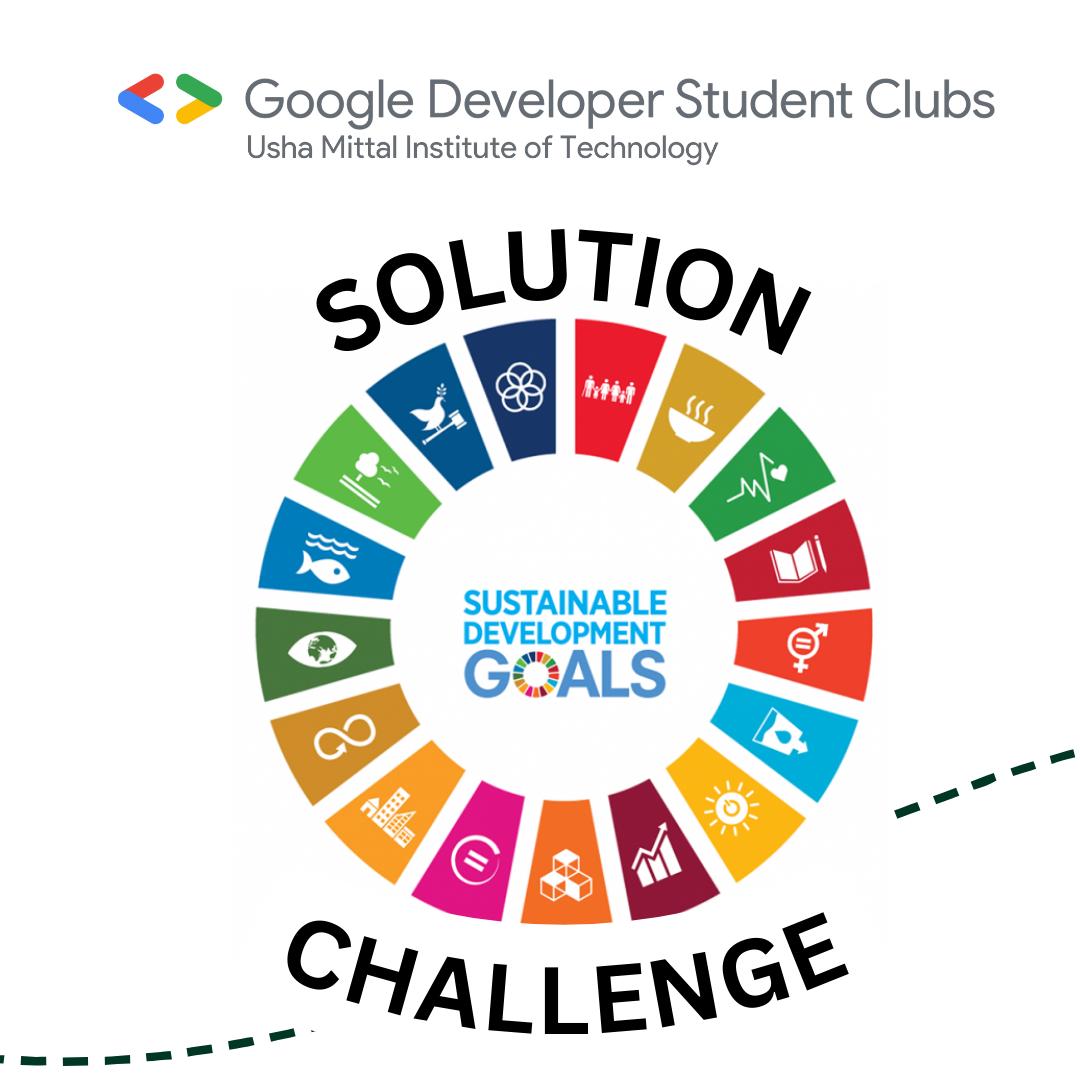 Google Developer Student Clubs
Usha Mittal Institute of Technology
SOLUTION
SUSTAINABLE
DEVELOPMENT
GOALS
CHALLENGE